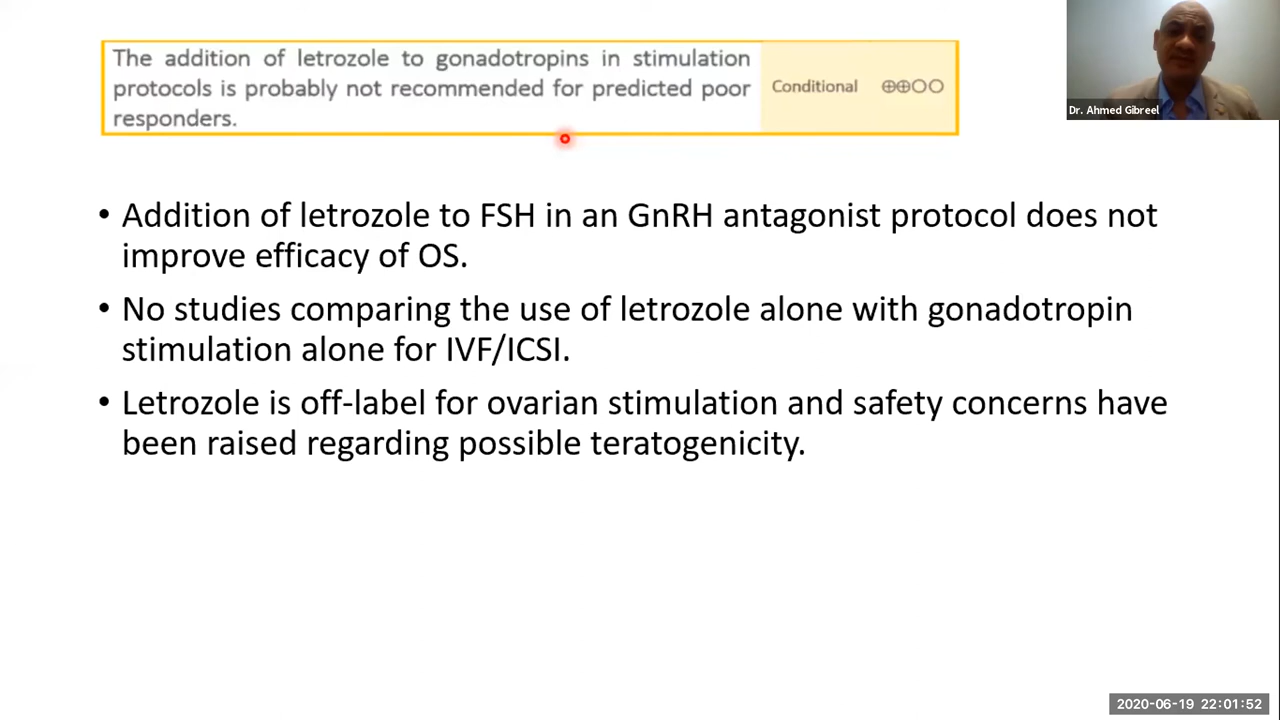 The addition of letrozole to gonadotropins in stimulation
protocols is probably not recommended for predicted poor
responders.
Conditional ⊕⊕○○
Dr. Ahmed Gibreel
• Addition of letrozole to FSH in an GnRH antagonist protocol does not
improve efficacy of OS.
• No studies comparing the use of letrozole alone with gonadotropin
stimulation alone for IVF/ICSI.
• Letrozole is off-label for ovarian stimulation and safety concerns have
been raised regarding possible teratogenicity.
2020-06-19 22:01:52